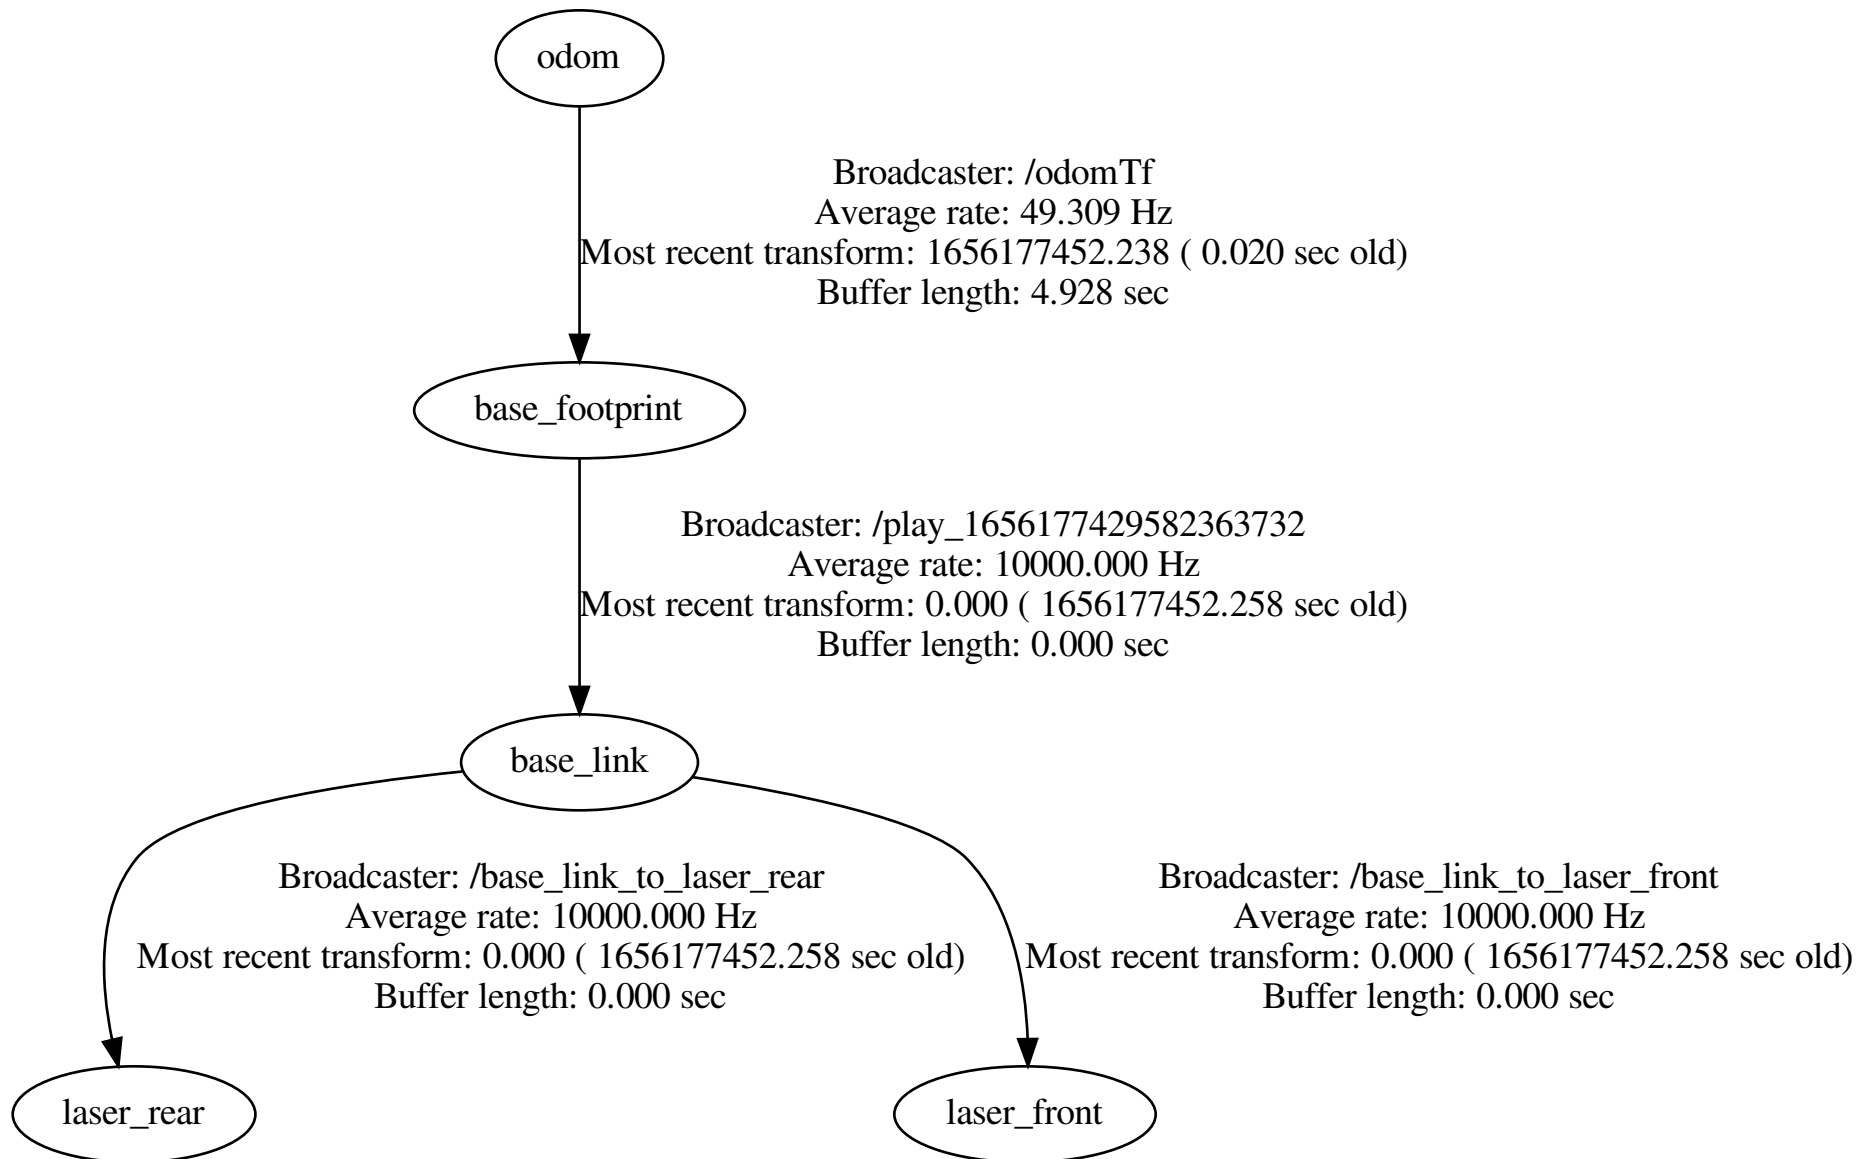 odom
Broadcaster: /odomTf
Average rate: 49.309 Hz
Most recent transform: 1656177452.238 ( 0.020 sec old)
Buffer length: 4.928 sec
base_footprint
Broadcaster: /play_1656177429582363732
Average rate: 10000.000 Hz
Most recent transform: 0.000 ( 1656177452.258 sec old)
Buffer length: 0.000 sec
base_link
Broadcaster: /base_link_to_laser_rear
Average rate: 10000.000 Hz
Most recent transform: 0.000 ( 1656177452.258 sec old)
Buffer length: 0.000 sec
Broadcaster: /base_link_to_laser_front
Average rate: 10000.000 Hz
Most recent transform: 0.000 ( 1656177452.258 sec old)
Buffer length: 0.000 sec
laser_rear
laser_front